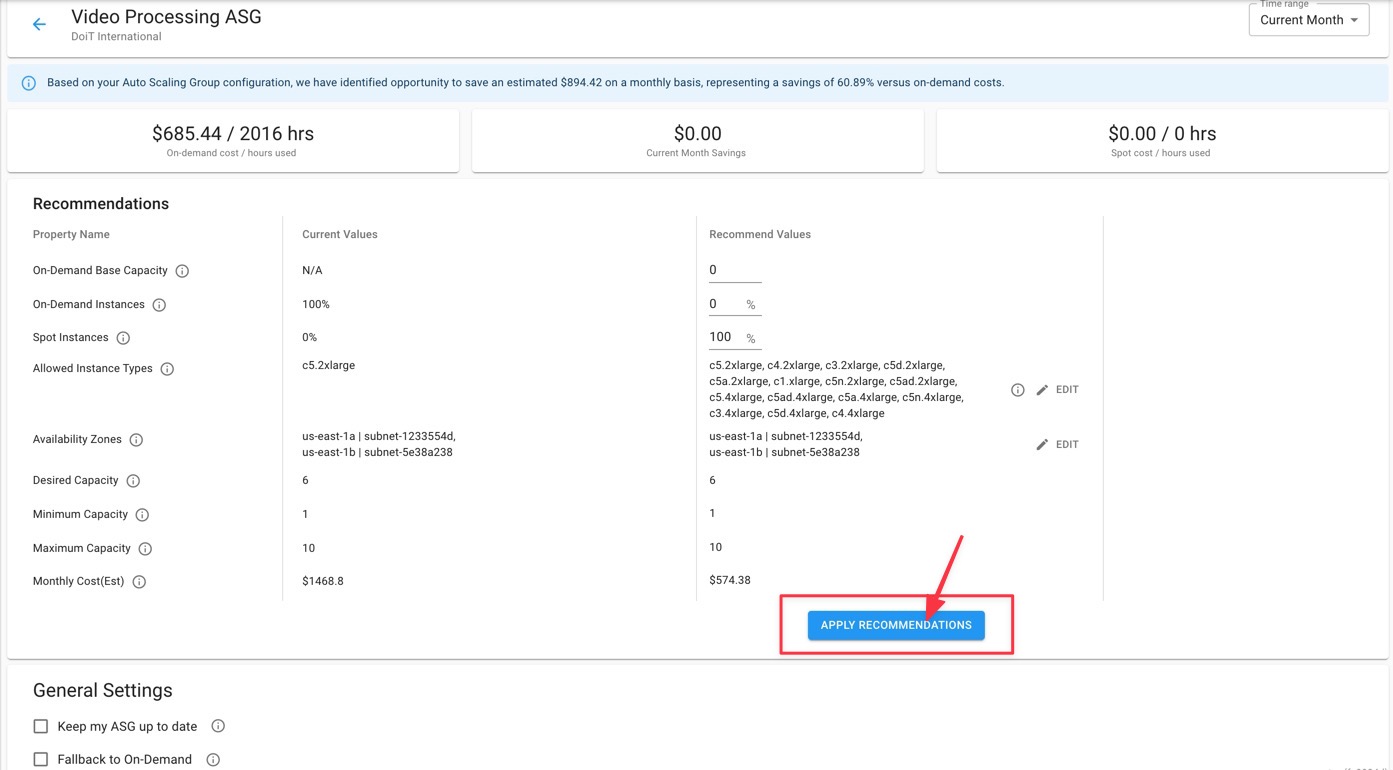 Video Processing ASG
DoiT International
Time range
Current Month
Based on your Auto Scaling Group configuration, we have identified opportunity to save an estimated $894.42 on a monthly basis, representing a savings of 60.89% versus on-demand costs.
$685.44 / 2016 hrs
On-demand cost / hours used
$0.00
Current Month Savings
$0.00 / 0 hrs
Spot cost / hours used
Recommendations
Property Name
Current Values
Recommend Values
On-Demand Base Capacity
N/A
0
On-Demand Instances
100%
0 %
Spot Instances
0%
100 %
Allowed Instance Types
c5.2xlarge
c5.2xlarge, c4.2xlarge, c3.2xlarge, c5d.2xlarge,
c5a.2xlarge, c1.xlarge, c5n.2xlarge, c5ad.2xlarge,
c5.4xlarge, c5ad.4xlarge, c5a.4xlarge, c5n.4xlarge,
c3.4xlarge, c5d.4xlarge, c4.4xlarge
EDIT
Availability Zones
us-east-1a | subnet-1233554d,
us-east-1b | subnet-5e38a238
us-east-1a | subnet-1233554d,
us-east-1b | subnet-5e38a238
EDIT
Desired Capacity
6
6
Minimum Capacity
1
1
Maximum Capacity
10
10
Monthly Cost(Est)
$1468.8
$574.38
APPLY RECOMMENDATIONS
General Settings
Keep my ASG up to date
Fallback to On-Demand